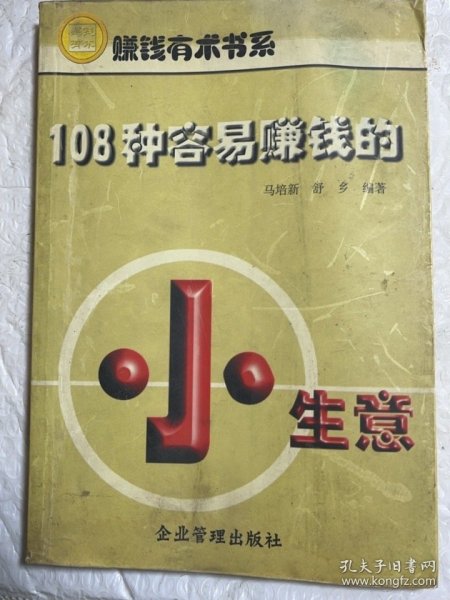 赚钱有术书系
108种容易赚钱的
马培新 舒乡 编著
小
生意
企业管理出版社
孔夫子旧书网
www.kongfz.com